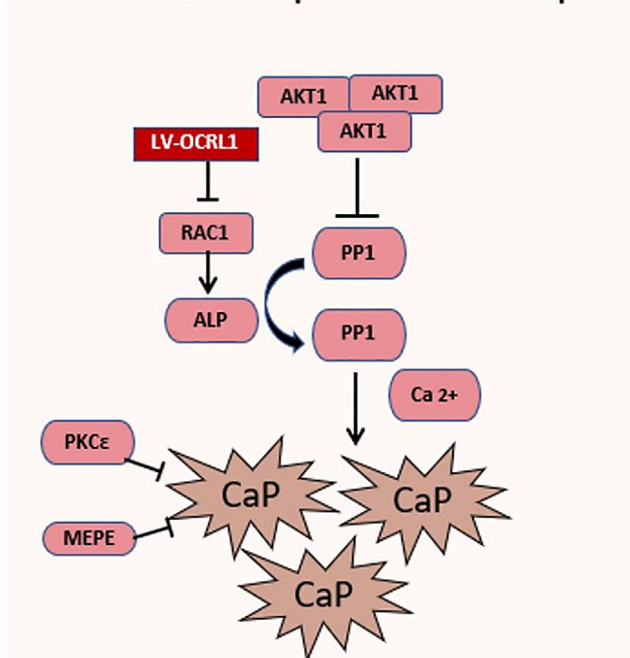 AKT1
AKT1
AKT1
LV-OCRL1
RAC1
PP1
ALP
PP1
Ca 2+
PKCε
CaP
CaP
MEPE
CaP